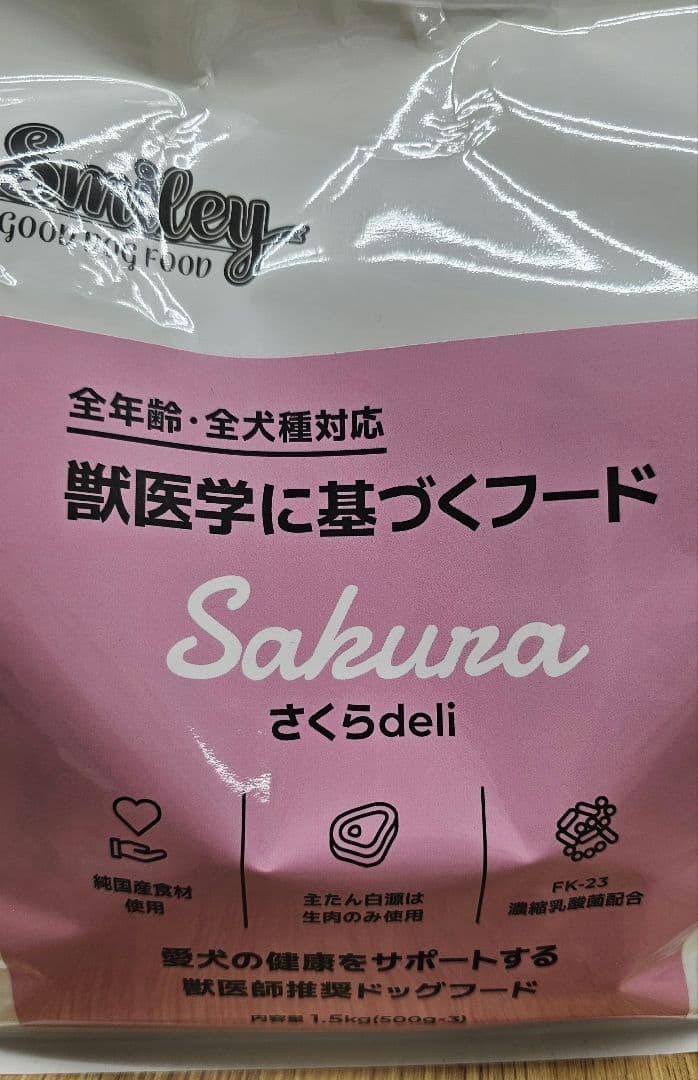 Smiley
GOOD DOG FOOD
全年齢・全犬種対応
獣医学に基づくフード
Sakura
さくらdeli
純国産食材
使用
主たん白源は
生肉のみ使用
FK-23
濃縮乳酸菌配合
愛犬の健康をサポートする
獣医師推奨ドッグフード
内容量 1.5kg(500g×3)